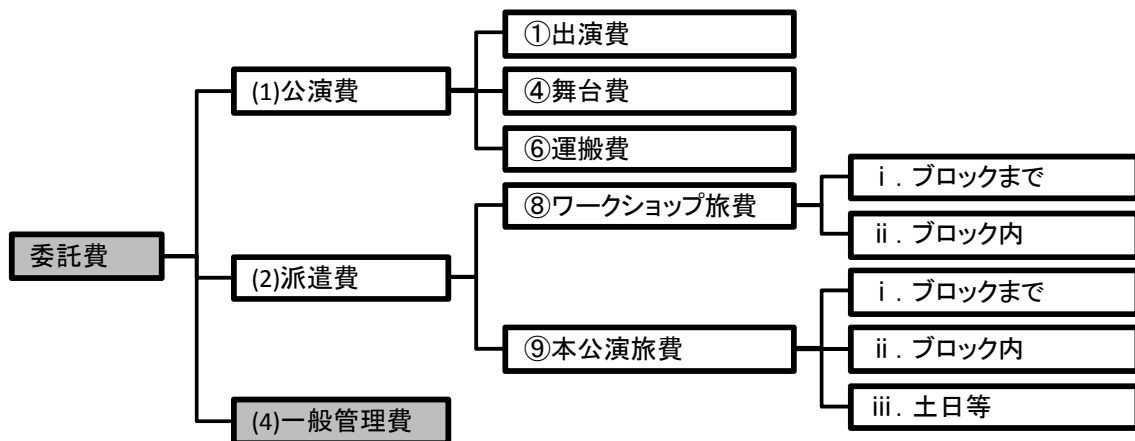 委託費
(1)公演費
①出演費
④舞台費
⑥運搬費
(2)派遣費
⑧ワークショップ旅費
ⅰ．ブロックまで
ⅱ．ブロック内
⑨本公演旅費
ⅰ．ブロックまで
ⅱ．ブロック内
ⅲ．土日等
(4)一般管理費